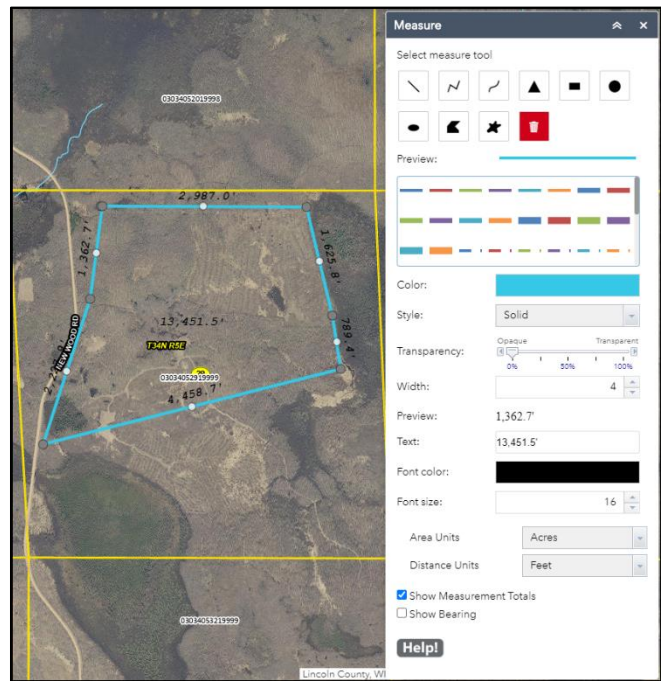 Measure
Select measure tool
Preview:
Color:
Style: Solid
Transparency: Opaque Transparent
0% 50% 100%
Width: 4
Preview: 1,362.7'
Text: 13,451.5'
Font color:
Font size: 16
Area Units Acres
Distance Units Feet
Show Measurement Totals
Show Bearing
Help!
03034052019998
2,987.0'
1,362.7'
1,625.8'
13,451.5'
789.4'
T34N R5E
NEW WOOD RD
03034052919999
4,458.7'
03034053219999
Lincoln County, WI